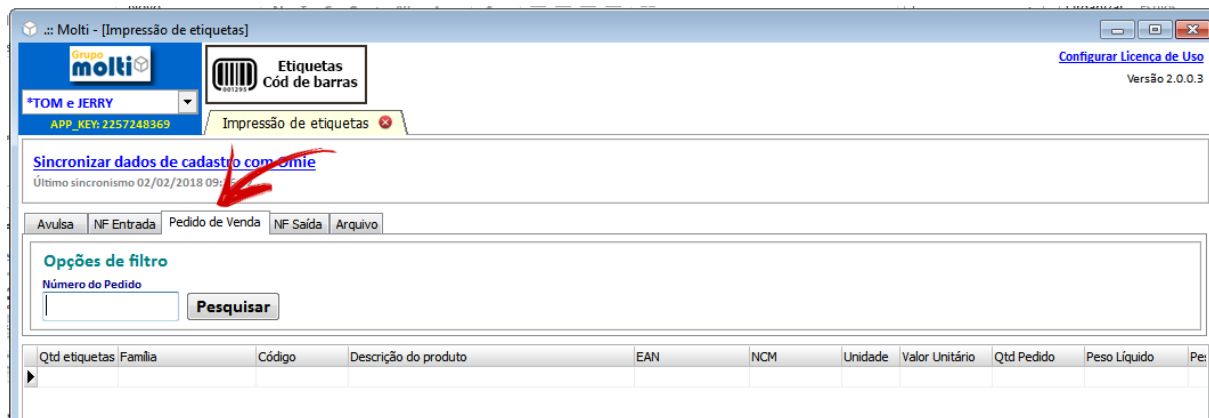 .:: Molti - [Impressão de etiquetas]
Grupo
molti
Etiquetas
Cód de barras
001295
Configurar Licença de Uso
Versão 2.0.0.3
*TOM e JERRY
APP_KEY: 2257248369
Impressão de etiquetas
Sincronizar dados de cadastro com Omie
Último sincronismo 02/02/2018 09:
Avulsa NF Entrada Pedido de Venda NF Saída Arquivo
Opções de filtro
Número do Pedido
Pesquisar
Qtd etiquetas Família Código Descrição do produto EAN NCM Unidade Valor Unitário Qtd Pedido Peso Líquido